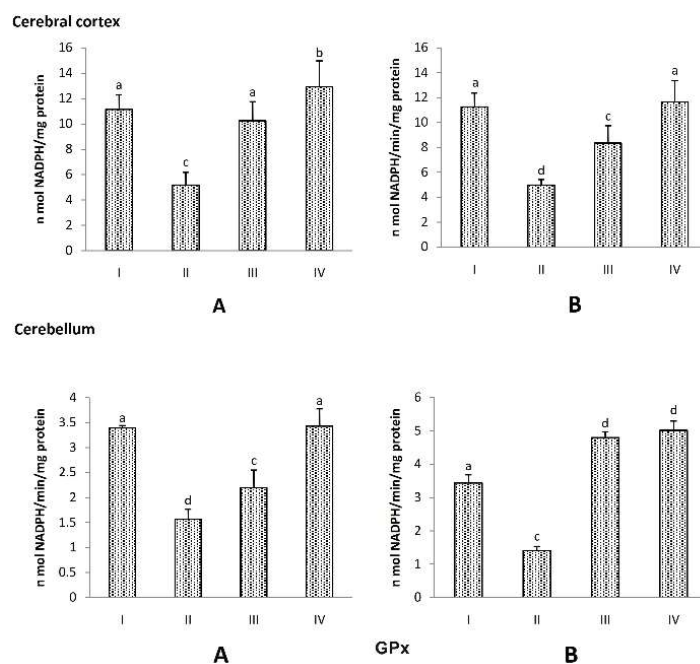 Cerebral cortex
n mol NADPH/mg protein
16
14
12
10
8
6
4
2
0
a
c
a
b
I II III IV
A
n mol NADPH/min/mg protein
16
14
12
10
8
6
4
2
0
a
d
c
a
I II III IV
B
Cerebellum
n mol NADPH/min/mg protein
4
3.5
3
2.5
2
1.5
1
0.5
0
a
d
c
a
I II III IV
A
n mol NADPH/min/mg protein
6
5
4
3
2
1
0
a
c
d
d
I II III IV
B
GPx